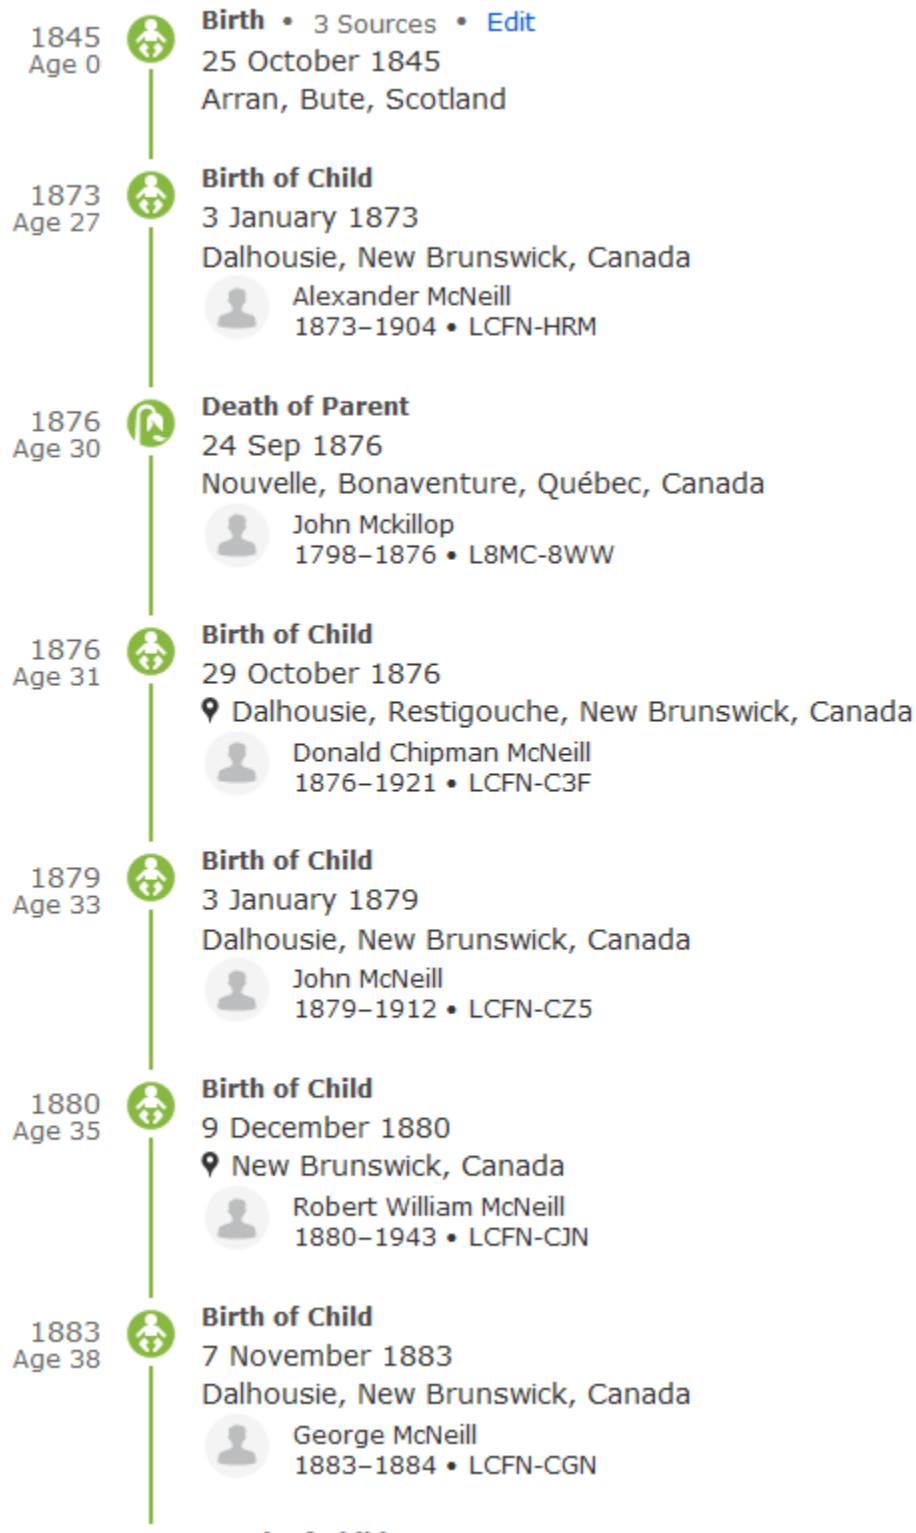 1845
Age 0
Birth • 3 Sources • Edit
25 October 1845
Arran, Bute, Scotland
1873
Age 27
Birth of Child
3 January 1873
Dalhousie, New Brunswick, Canada
Alexander McNeill
1873–1904 • LCFN-HRM
1876
Age 30
Death of Parent
24 Sep 1876
Nouvelle, Bonaventure, Québec, Canada
John Mckillop
1798–1876 • L8MC-8WW
1876
Age 31
Birth of Child
29 October 1876
Dalhousie, Restigouche, New Brunswick, Canada
Donald Chipman McNeill
1876–1921 • LCFN-C3F
1879
Age 33
Birth of Child
3 January 1879
Dalhousie, New Brunswick, Canada
John McNeill
1879–1912 • LCFN-CZ5
1880
Age 35
Birth of Child
9 December 1880
New Brunswick, Canada
Robert William McNeill
1880–1943 • LCFN-CJN
1883
Age 38
Birth of Child
7 November 1883
Dalhousie, New Brunswick, Canada
George McNeill
1883–1884 • LCFN-CGN